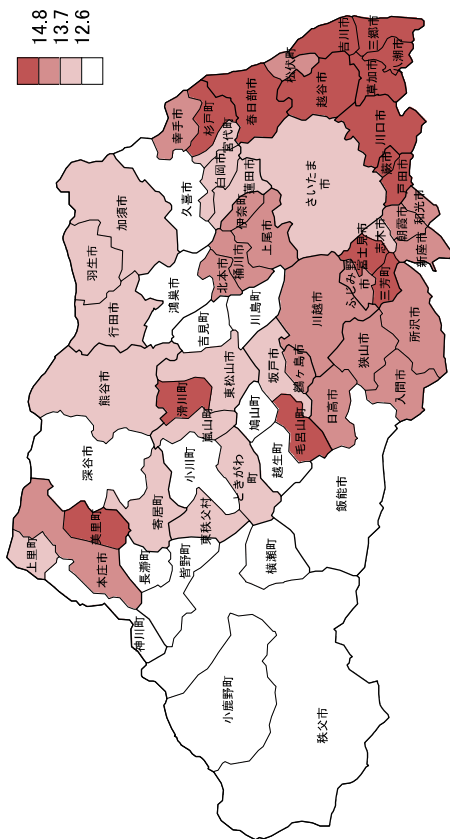 14.8
13.7
12.6
吉川市
三郷市
八潮市
松伏町
越谷市
草加市
春日部市
川口市
杉戸町
宮代町
幸手市
蕨市
戸田市
白岡市
蓮田市
さいたま
市
久喜市
伊奈町
上尾市
桶川市
北本市
加須市
羽生市
行田市
鴻巣市
吉見町
川島町
和光市
朝霞市
新座市
志木市
富士見市
ふじみ野
市
三芳町
川越市
所沢市
狭山市
入間市
日高市
鶴ヶ島市
坂戸市
東松山市
熊谷市
滑川町
嵐山町
鳩山町
毛呂山町
越生町
小川町
ときがわ
町
深谷市
寄居町
東秩父村
飯能市
美里町
本庄市
上里町
長瀞町
皆野町
横瀬町
神川町
小鹿野町
秩父市